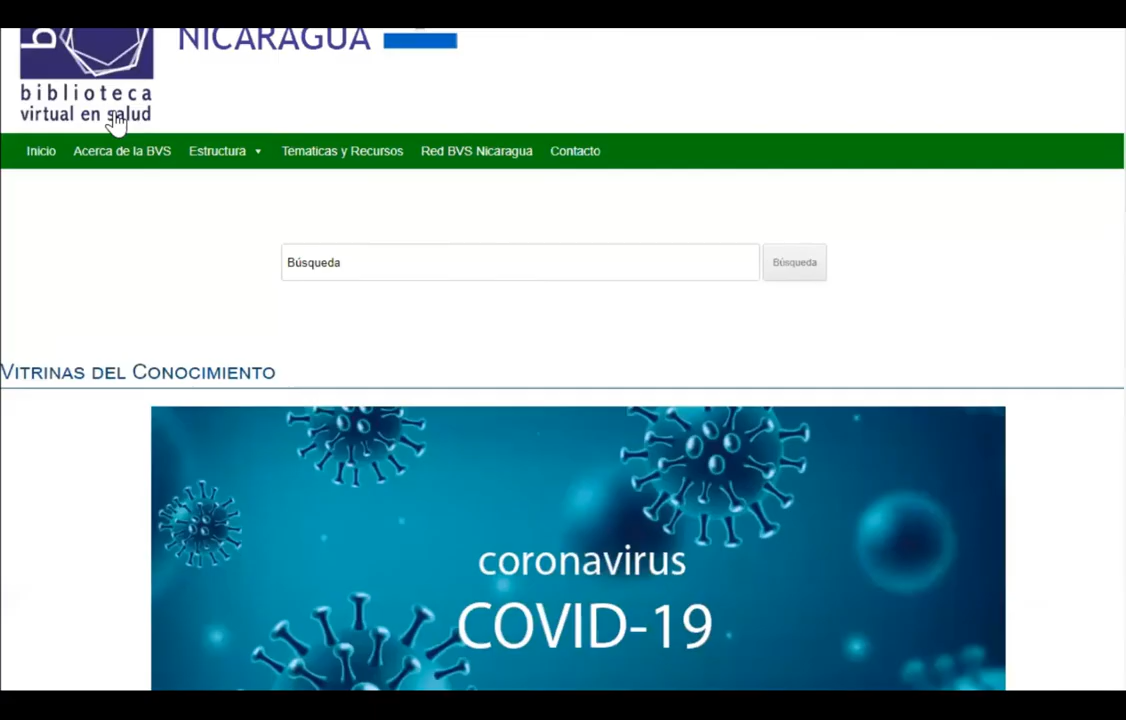 NICARAGUA
biblioteca
virtual en salud
Inicio Acerca de la BVS Estructura Tematicas y Recursos Red BVS Nicaragua Contacto
Búsqueda Búsqueda
VITRINAS DEL CONOCIMIENTO
coronavirus
COVID-19